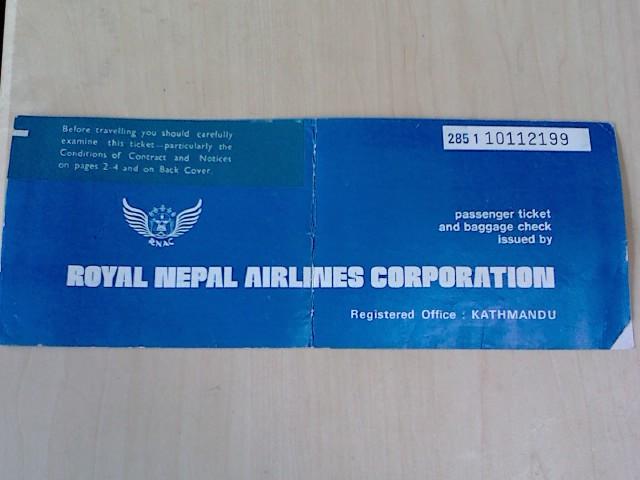 Before travelling you should carefully
examine this ticket—particularly the
Conditions of Contract and Notices
on pages 2-4 and on Back Cover.
285 1 10112199
passenger ticket
and baggage check
issued by
RNAC
ROYAL NEPAL AIRLINES CORPORATION
Registered Office : KATHMANDU